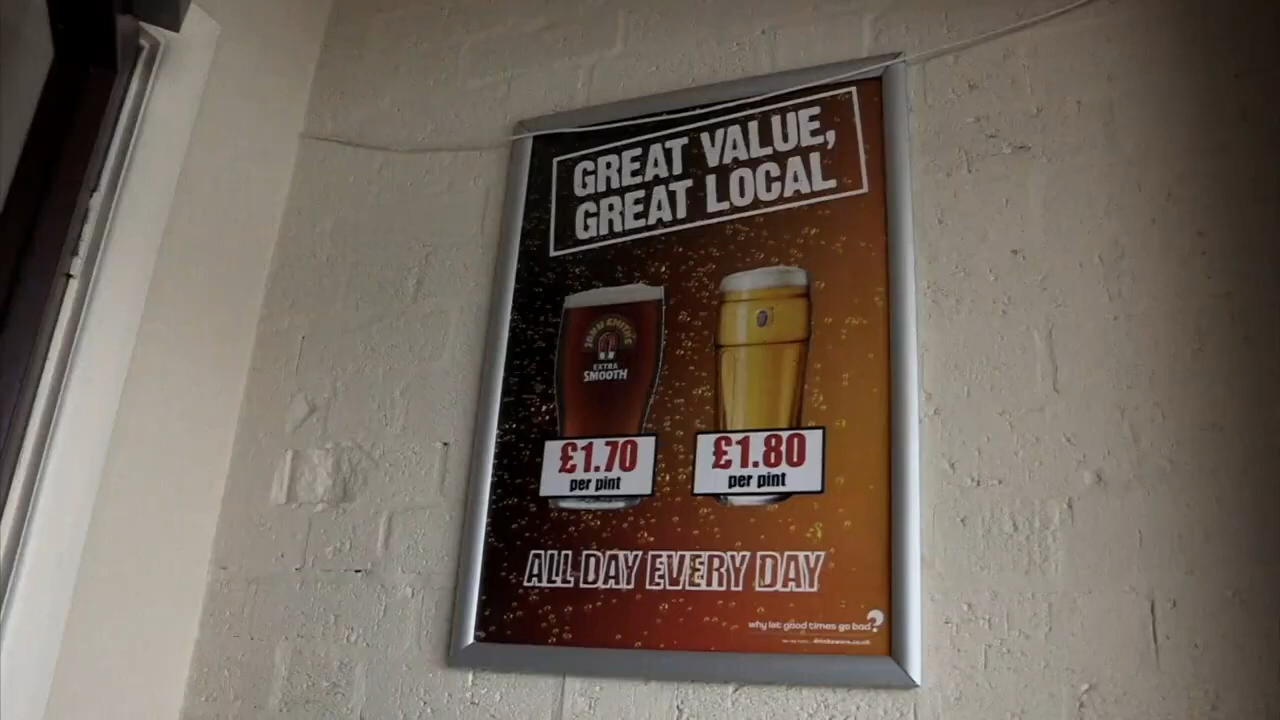 GREAT VALUE,
GREAT LOCAL
JOHN SMITH'S
EXTRA
SMOOTH
£1.70
per pint
£1.80
per pint
ALL DAY EVERY DAY
why let good times go bad?
drinkaware.co.uk